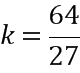 k = 64/27